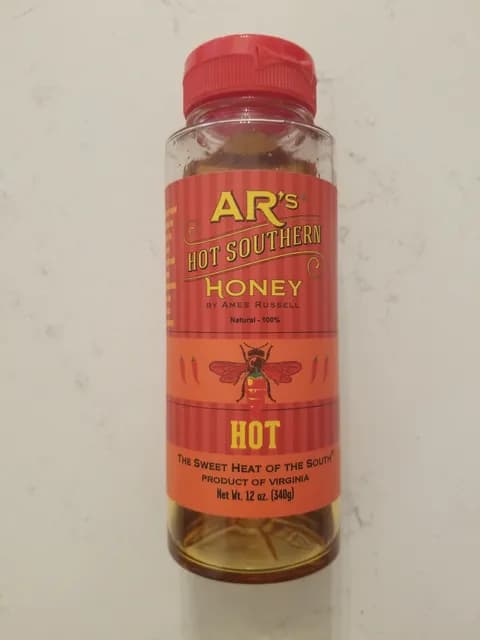 AR's
HOT SOUTHERN
HONEY
BY AMES RUSSELL
Natural - 100%
HOT
THE SWEET HEAT OF THE SOUTH
PRODUCT OF VIRGINIA
Net Wt. 12 oz. (340g)